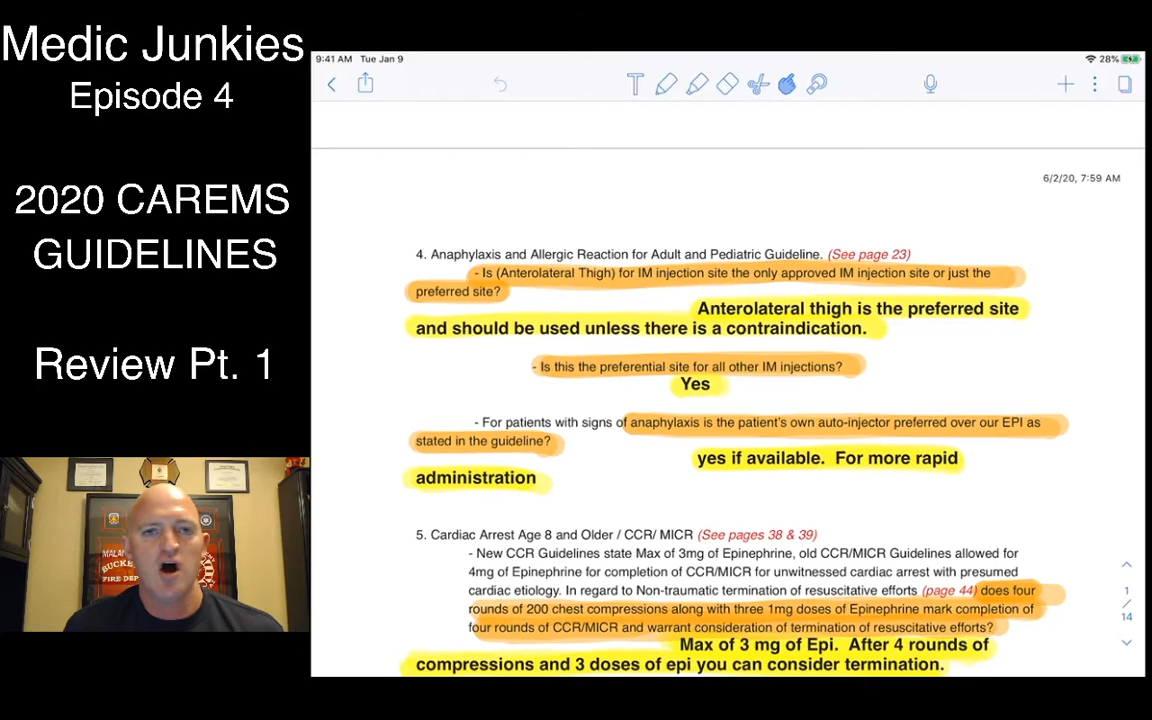 Medic Junkies
Episode 4
2020 CAREMS
GUIDELINES
Review Pt. 1
9:41 AM Tue Jan 9
28%
T
6/2/20, 7:59 AM
4. Anaphylaxis and Allergic Reaction for Adult and Pediatric Guideline. (See page 23)
- Is (Anterolateral Thigh) for IM injection site the only approved IM injection site or just the
preferred site?
Anterolateral thigh is the preferred site
and should be used unless there is a contraindication.
- Is this the preferential site for all other IM injections?
Yes
- For patients with signs of anaphylaxis is the patient's own auto-injector preferred over our EPI as
stated in the guideline?
yes if available. For more rapid
administration
5. Cardiac Arrest Age 8 and Older / CCR/ MICR (See pages 38 & 39)
- New CCR Guidelines state Max of 3mg of Epinephrine, old CCR/MICR Guidelines allowed for
4mg of Epinephrine for completion of CCR/MICR for unwitnessed cardiac arrest with presumed
cardiac etiology. In regard to Non-traumatic termination of resuscitative efforts (page 44) does four
rounds of 200 chest compressions along with three 1mg doses of Epinephrine mark completion of
four rounds of CCR/MICR and warrant consideration of termination of resuscitative efforts?
Max of 3 mg of Epi. After 4 rounds of
compressions and 3 doses of epi you can consider termination.
1
/
14
BUCKE
FIRE DEP